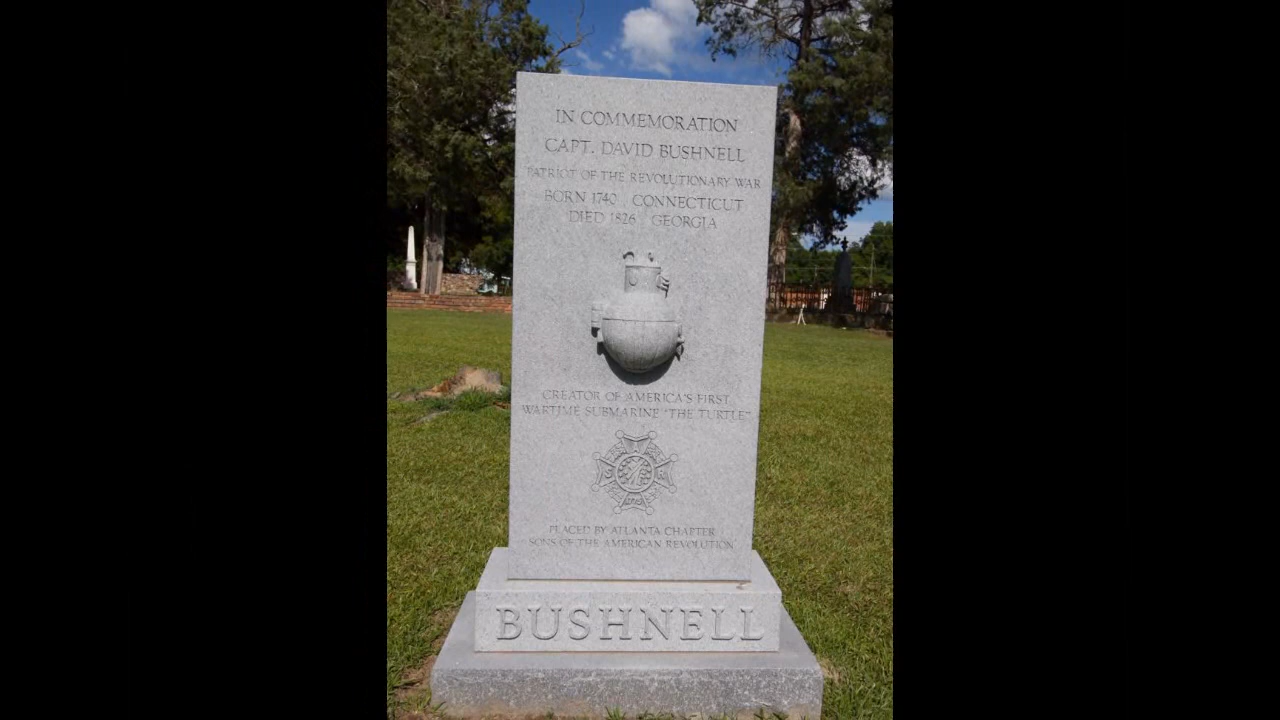 IN COMMEMORATION
CAPT. DAVID BUSHNELL
PATRIOT OF THE REVOLUTIONARY WAR
BORN 1740 CONNECTICUT
DIED 1826 GEORGIA
CREATOR OF AMERICA'S FIRST
WARTIME SUBMARINE "THE TURTLE"
PLACED BY ATLANTA CHAPTER
SONS OF THE AMERICAN REVOLUTION
BUSHNELL